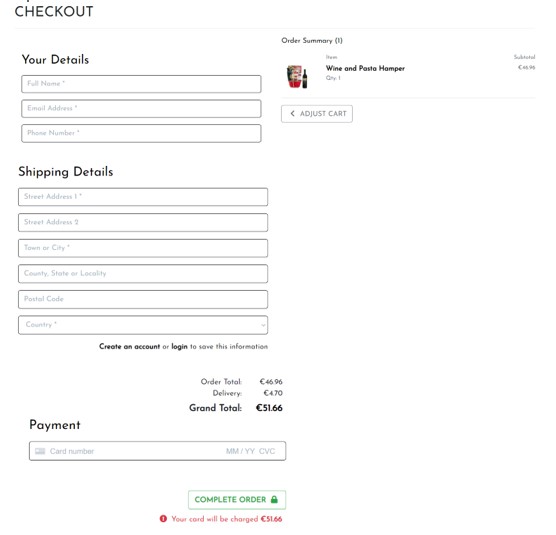 CHECKOUT
Your Details
Full Name *
Email Address *
Phone Number *
Shipping Details
Street Address 1 *
Street Address 2
Town or City *
County, State or Locality
Postal Code
Country *
Create an account or login to save this information
Order Total: €46.96
Delivery: €4.70
Grand Total: €51.66
Payment
Card number MM / YY CVC
COMPLETE ORDER
Your card will be charged €51.66
Order Summary (1)
Item Subtotal
Wine and Pasta Hamper €46.96
Qty: 1
ADJUST CART